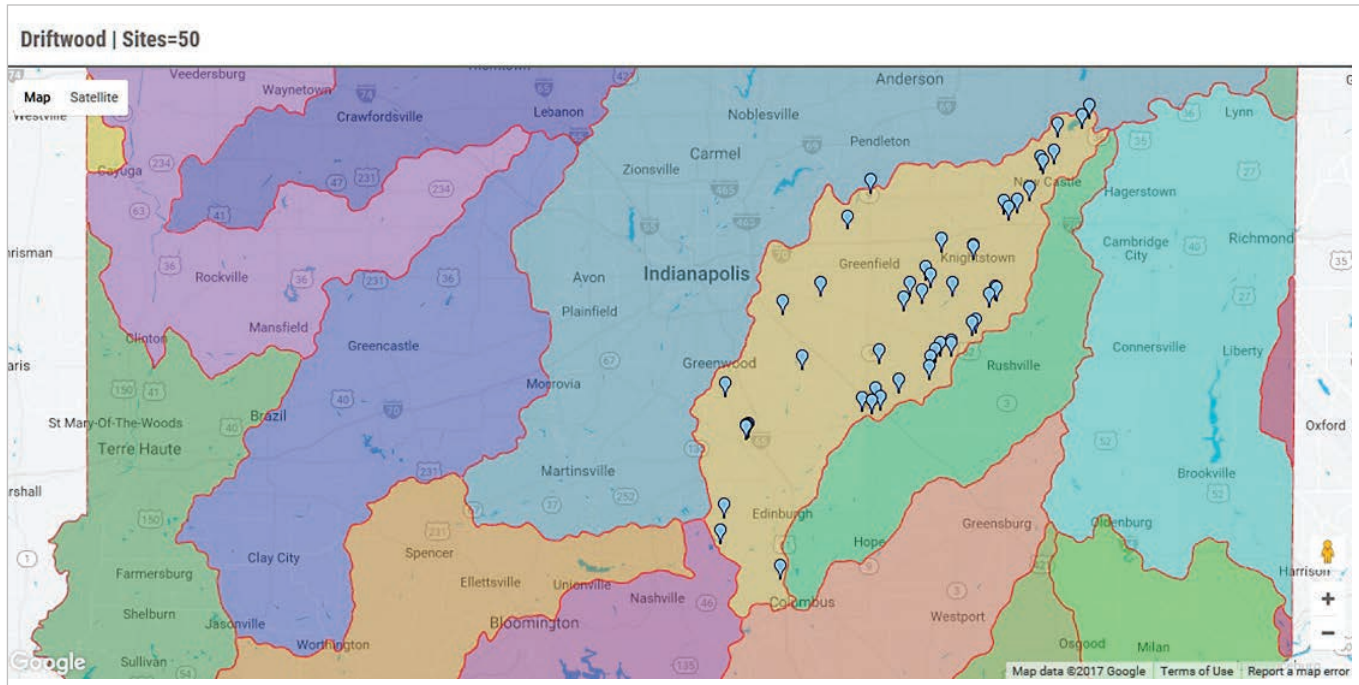 Driftwood | Sites=50
Map
Satellite
Veedersburg
Waynetown
Anderson
Westville
Crawfordsville
Lebanon
Noblesville
Lynn
Pendleton
Carmel
Zionsville
Cayuga
New Castle
Hagerstown
Cambridge
City
Richmond
Rockville
Avon
Indianapolis
Greenfield
Knightstown
Plainfield
Mansfield
Clinton
Greencastle
Greenwood
Connersville
Liberty
Rushville
Monrovia
Brazil
St Mary-Of-The-Woods
Oxford
Terre Haute
Martinsville
Brookville
Edinburgh
Greensburg
Oldenburg
Hope
Spencer
Clay City
Farmersburg
Ellettsville
Unionville
Harrison
Nashville
Columbus
Shelburn
Jasonville
Bloomington
Westport
Worthington
Osgood
Milan
Sullivan
Google
Map data ©2017 Google
Terms of Use
Report a map error